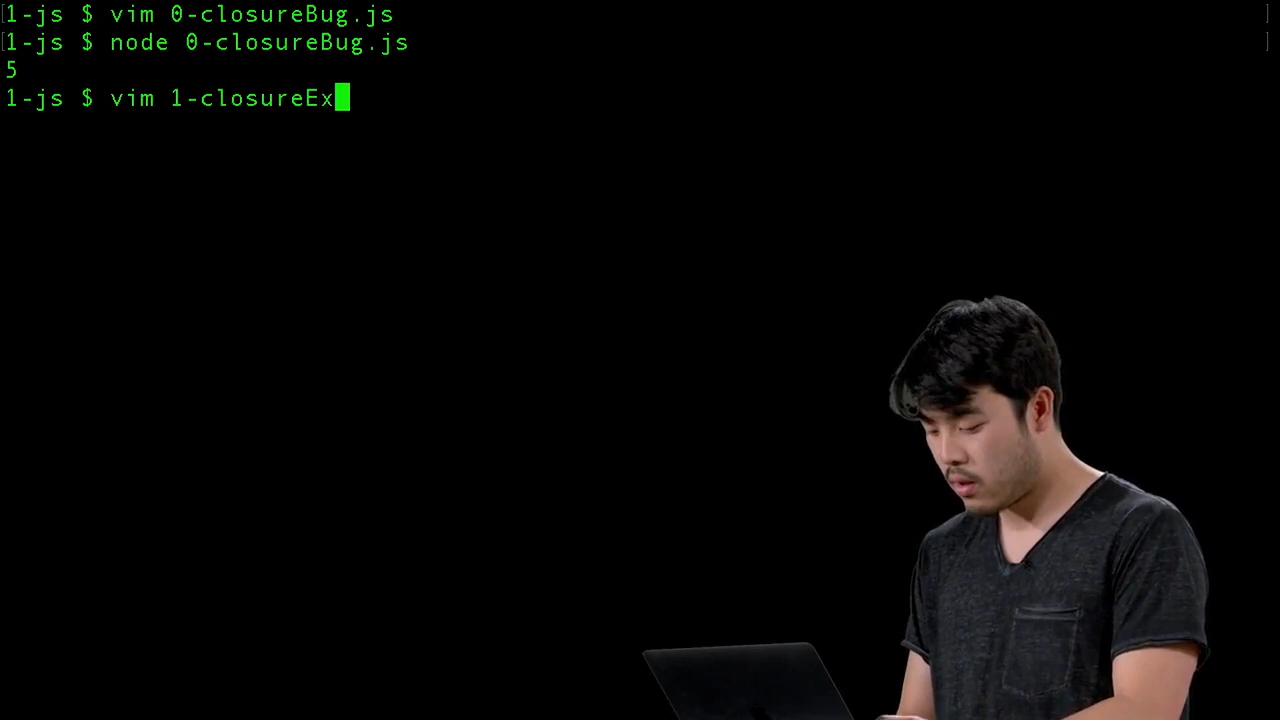 [1-js $ vim 0-closureBug.js ]
[1-js $ node 0-closureBug.js ]
5
1-js $ vim 1-closureEx